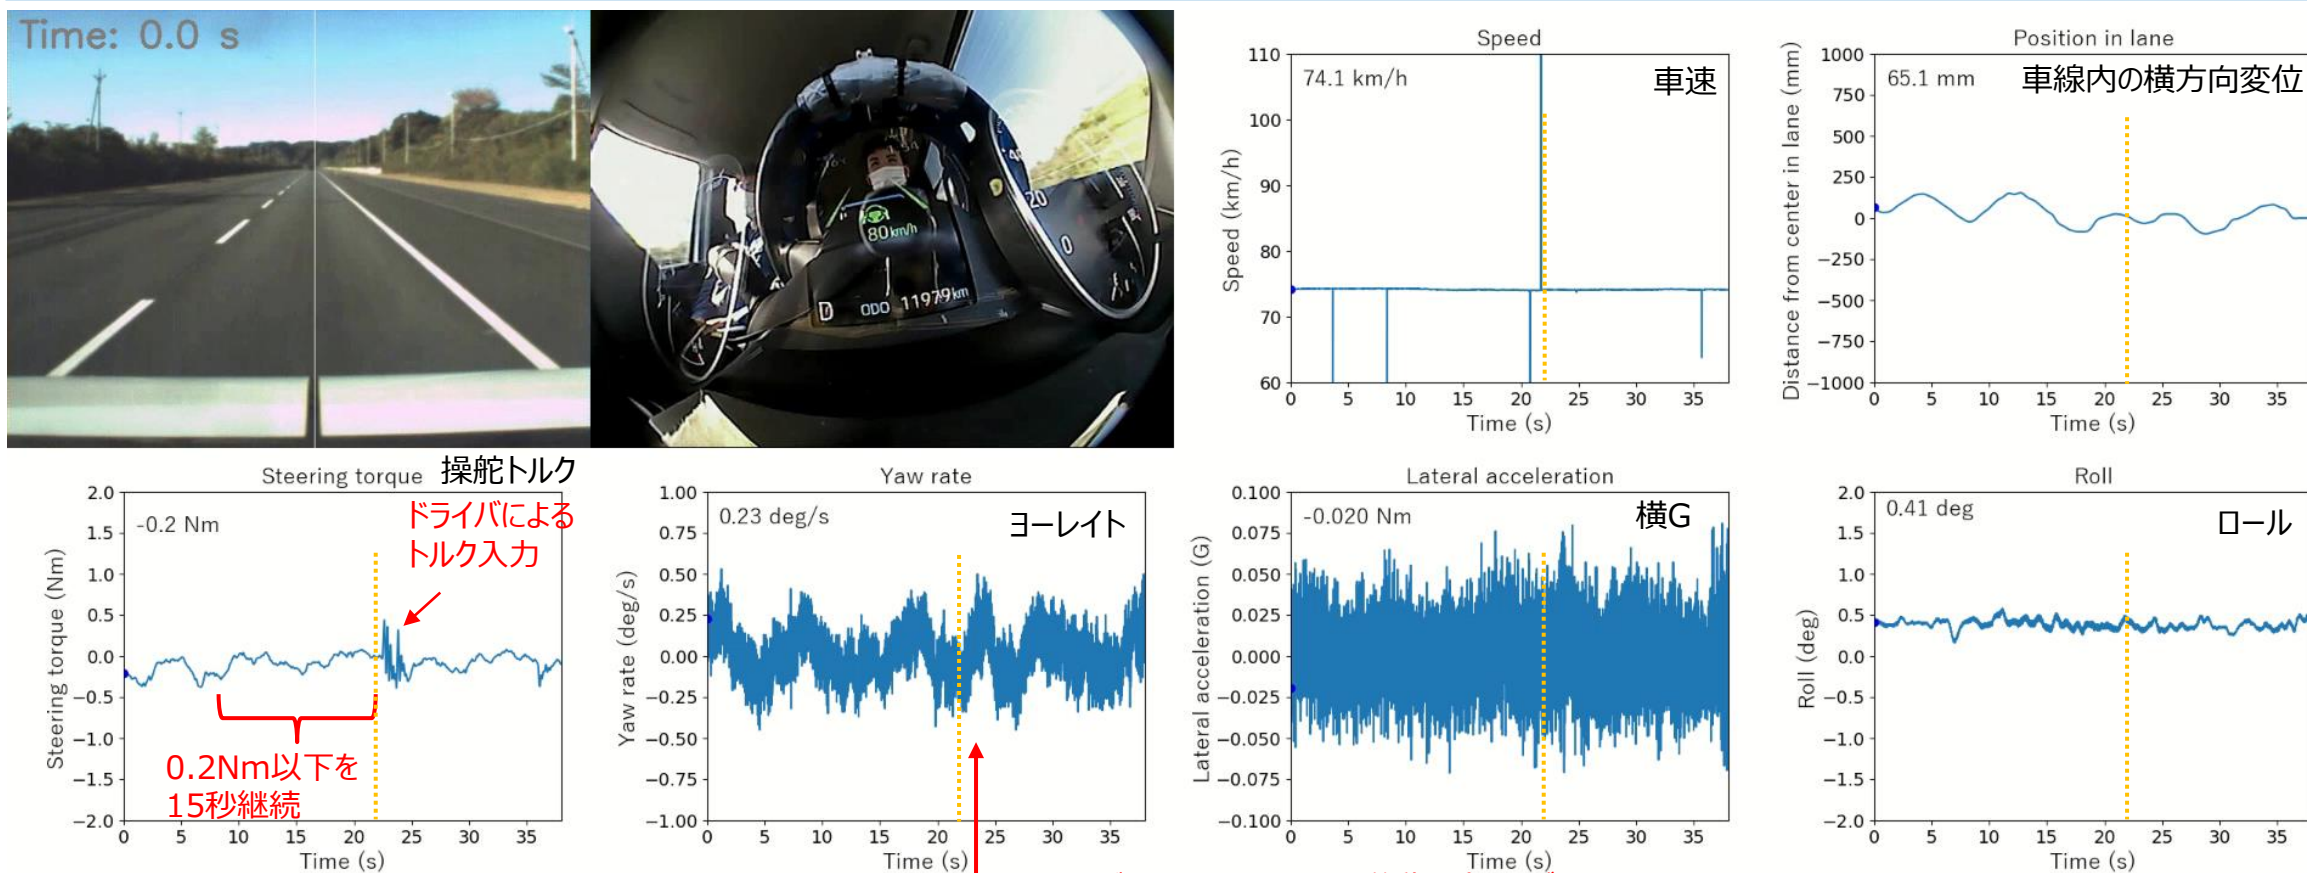 Time: 0.0 s
80km/h
20
0
D ODO 11979km
Speed
110
100
90
80
70
60
74.1 km/h
車速
Speed (km/h)
0 5 10 15 20 25 30 35
Time (s)
Position in lane
1000
750
500
250
0
−250
−500
−750
−1000
65.1 mm
車線内の横方向変位
Distance from center in lane (mm)
0 5 10 15 20 25 30 35
Time (s)
Steering torque
操舵トルク
2.0
1.5
1.0
0.5
0.0
−0.5
−1.0
−1.5
−2.0
-0.2 Nm
ドライバによる
トルク入力
0.2Nm以下を
15秒継続
Steering torque (Nm)
0 5 10 15 20 25 30 35
Time (s)
Yaw rate
1.00
0.75
0.50
0.25
0.00
−0.25
−0.50
−0.75
−1.00
0.23 deg/s
ヨーレイト
Yaw rate (deg/s)
0 5 10 15 20 25 30 35
Time (s)
Lateral acceleration
0.100
0.075
0.050
0.025
0.000
−0.025
−0.050
−0.075
−0.100
-0.020 Nm
横G
Lateral acceleration (G)
0 5 10 15 20 25 30 35
Time (s)
Roll
2.0
1.5
1.0
0.5
0.0
−0.5
−1.0
−1.5
−2.0
0.41 deg
ロール
Roll (deg)
0 5 10 15 20 25 30 35
Time (s)